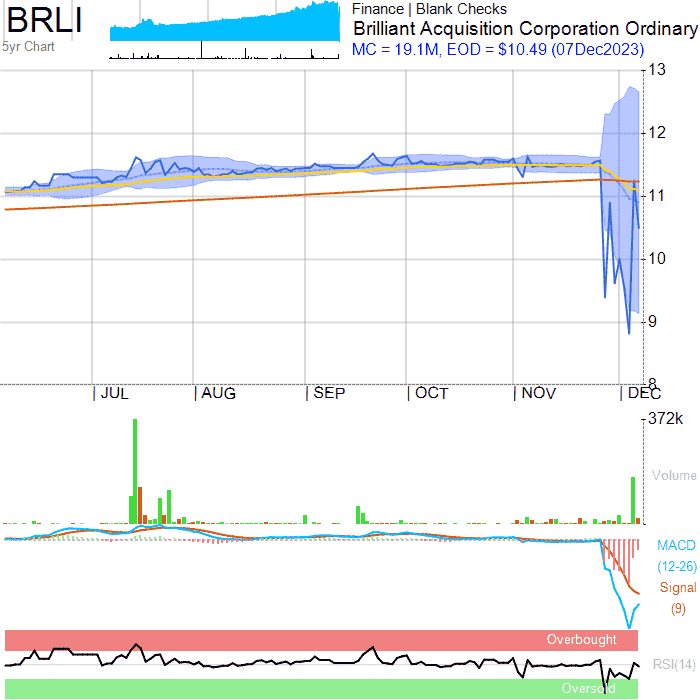 BRLI
5yr Chart
Finance | Blank Checks
Brilliant Acquisition Corporation Ordinary
MC = 19.1M, EOD = $10.49 (07Dec2023)
13
12
11
10
9
8
JUL AUG SEP OCT NOV DEC
372k
Volume
MACD
(12-26)
Signal
(9)
Overbought
RSI(14)
Oversold